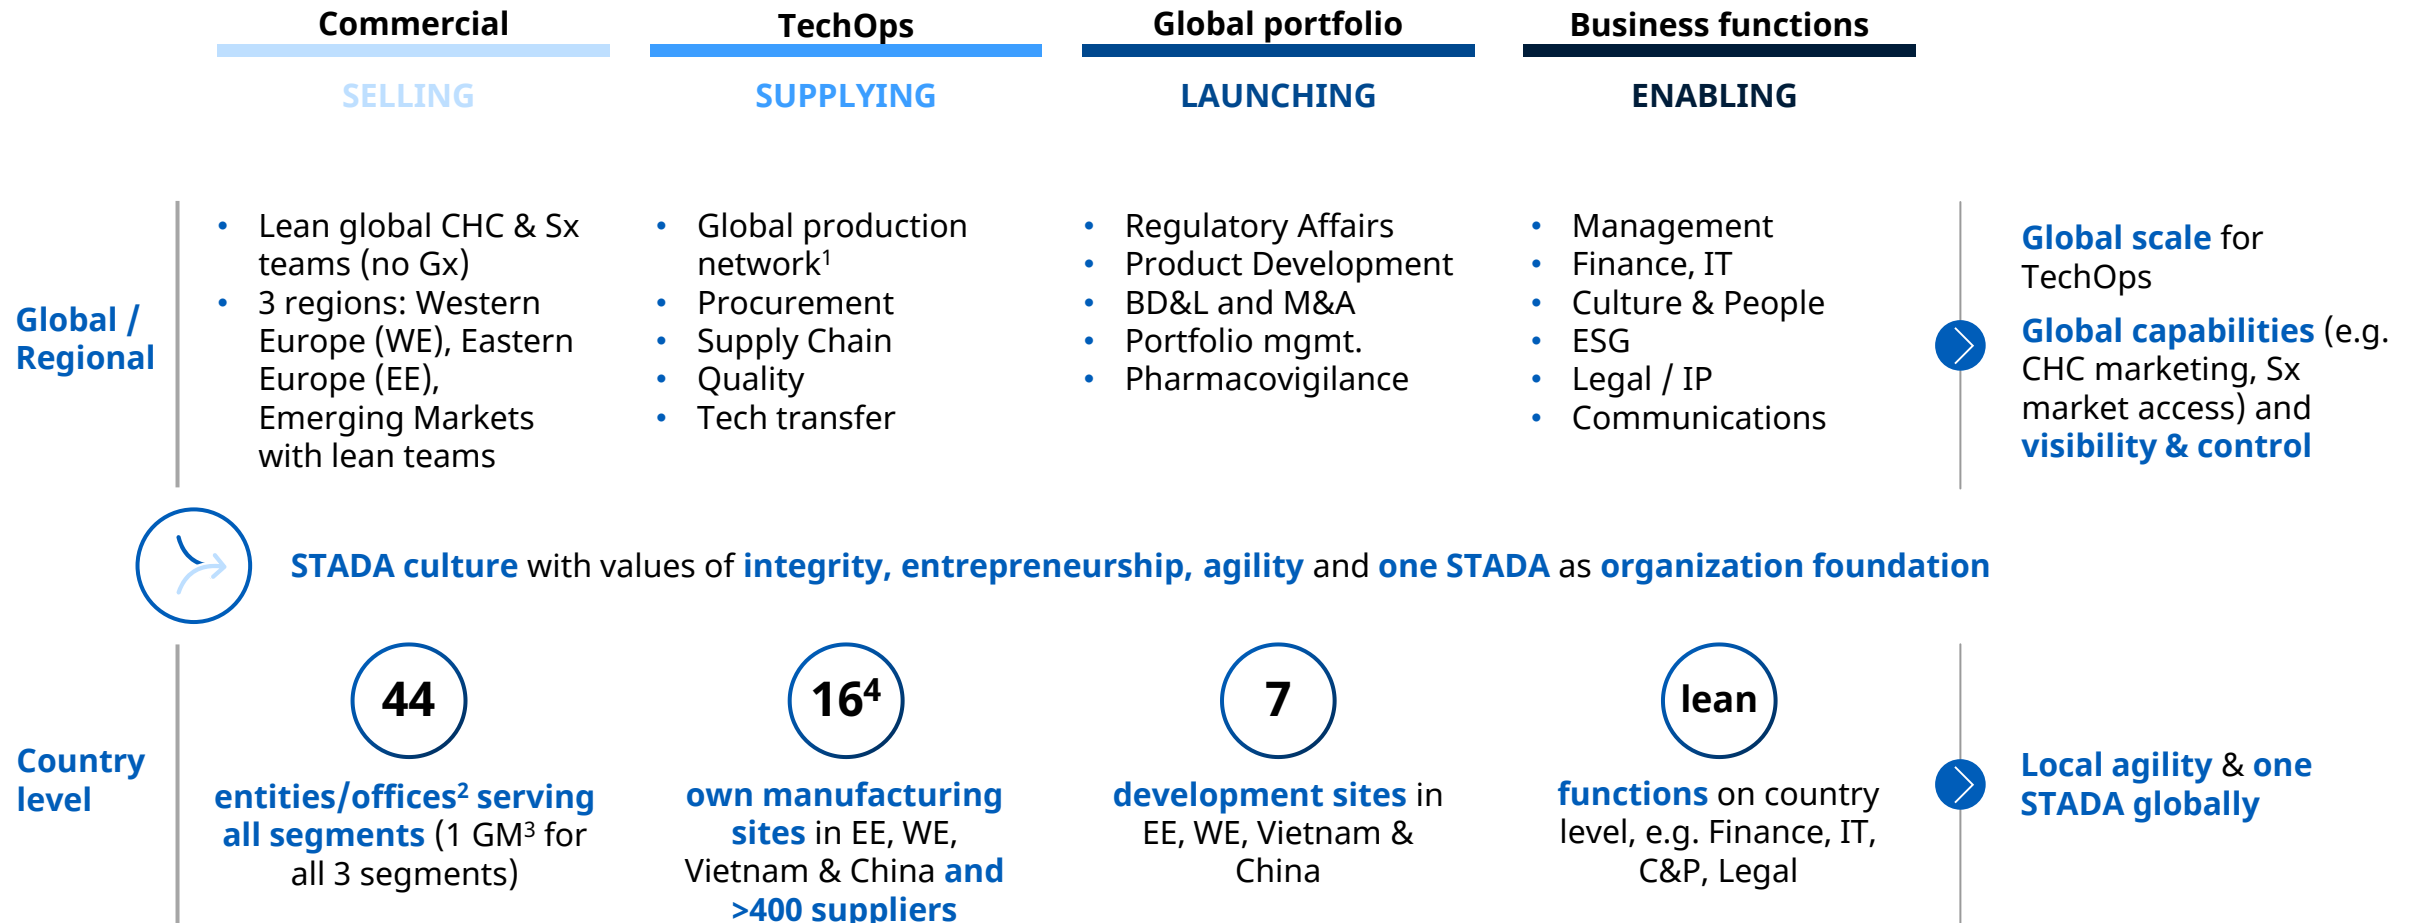 Commercial
TechOps
Global portfolio
Business functions
SELLING
SUPPLYING
LAUNCHING
ENABLING
Global /
Regional
• Lean global CHC & Sx
teams (no Gx)
• 3 regions: Western
Europe (WE), Eastern
Europe (EE),
Emerging Markets
with lean teams
• Global production
network¹
• Procurement
• Supply Chain
• Quality
• Tech transfer
• Regulatory Affairs
• Product Development
• BD&L and M&A
• Portfolio mgmt.
• Pharmacovigilance
• Management
• Finance, IT
• Culture & People
• ESG
• Legal / IP
• Communications
Global scale for
TechOps
Global capabilities (e.g.
CHC marketing, Sx
market access) and
visibility & control
STADA culture with values of integrity, entrepreneurship, agility and one STADA as organization foundation
Country
level
44
entities/offices² serving
all segments (1 GM³ for
all 3 segments)
16⁴
own manufacturing
sites in EE, WE,
Vietnam & China and
>400 suppliers
7
development sites in
EE, WE, Vietnam &
China
lean
functions on country
level, e.g. Finance, IT,
C&P, Legal
Local agility & one
STADA globally